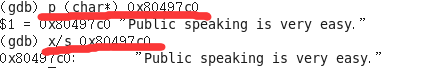 (gdb) p (char*) 0x80497c0
$1 = 0x80497c0 "Public speaking is very easy."
(gdb) x/s 0x80497c0
0x80497c0:       "Public speaking is very easy."